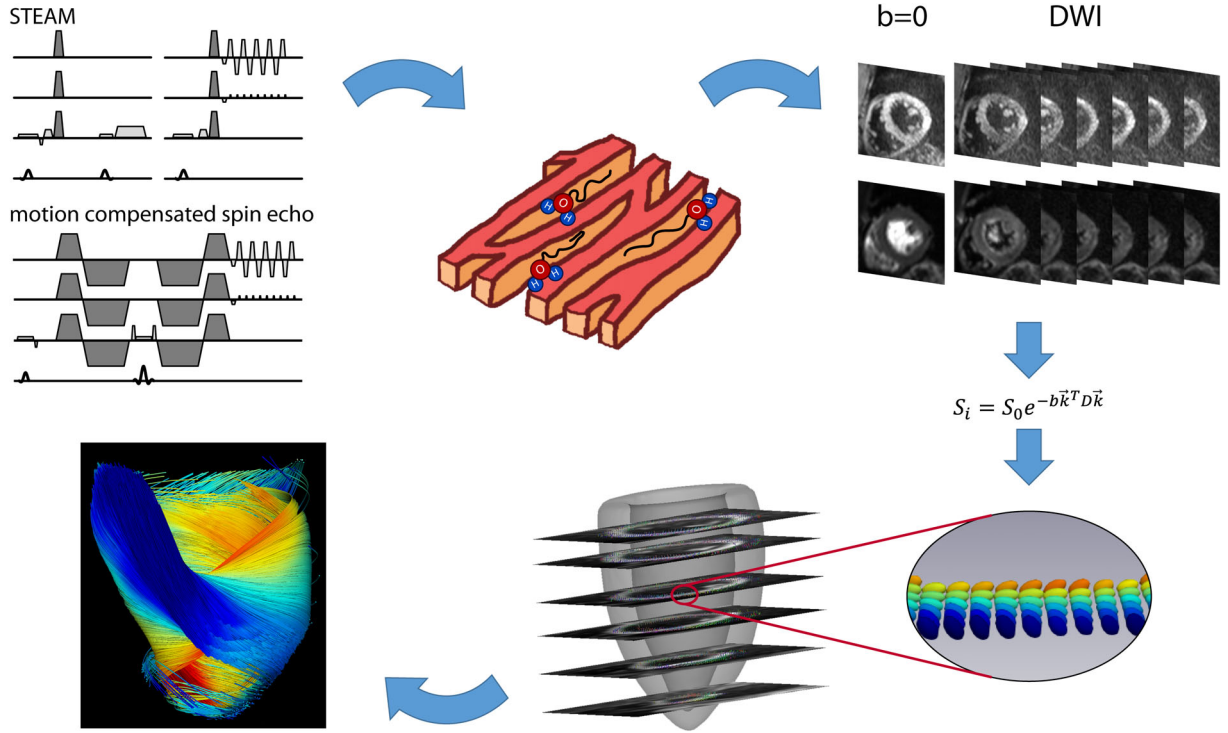 STEAM
b=0 DWI
motion compensated spin echo
H O H
H O H
H O H
$S_i = S_0 e^{-b\vec{k}^T D\vec{k}}$